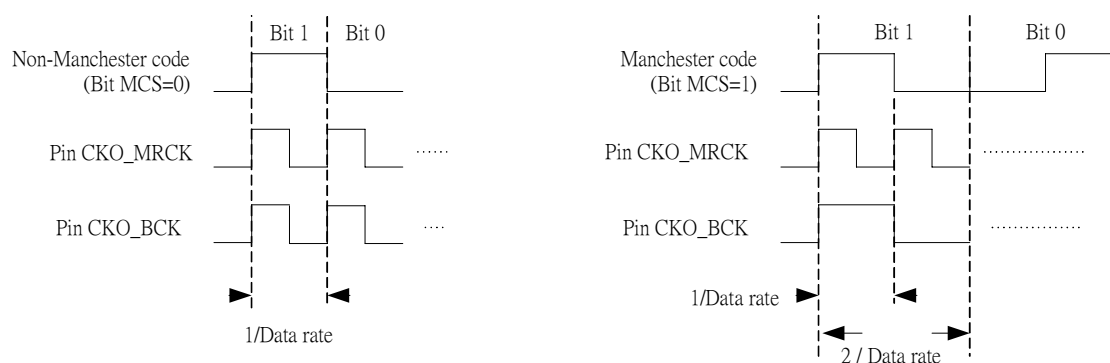 Bit 1
Bit 0
Non-Manchester code
(Bit MCS=0)
Pin CKO_MRCK
......
Pin CKO_BCK
....
1/Data rate
Bit 1
Bit 0
Manchester code
(Bit MCS=1)
Pin CKO_MRCK
..................
Pin CKO_BCK
..................
1/Data rate
2 / Data rate